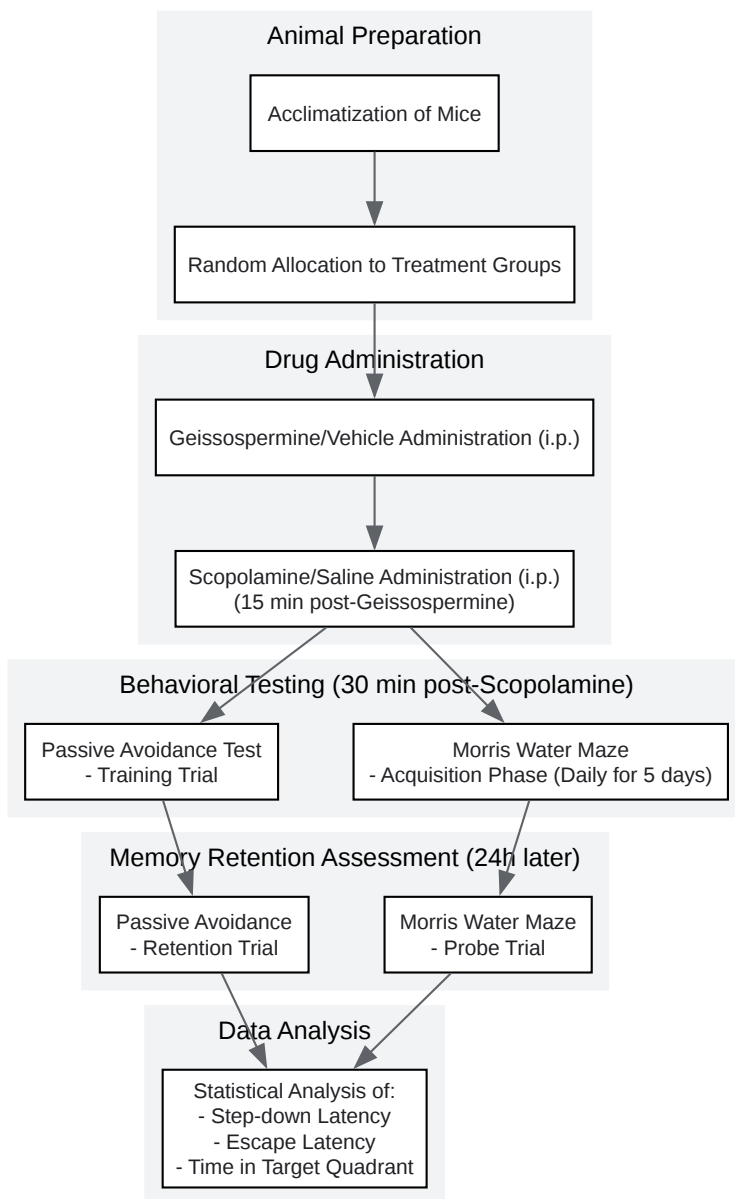 Animal Preparation
Acclimatization of Mice
Random Allocation to Treatment Groups
Drug Administration
Geissospermine/Vehicle Administration (i.p.)
Scopolamine/Saline Administration (i.p.)
(15 min post-Geissospermine)
Behavioral Testing (30 min post-Scopolamine)
Passive Avoidance Test
- Training Trial
Morris Water Maze
- Acquisition Phase (Daily for 5 days)
Memory Retention Assessment (24h later)
Passive Avoidance
- Retention Trial
Morris Water Maze
- Probe Trial
Data Analysis
Statistical Analysis of:
- Step-down Latency
- Escape Latency
- Time in Target Quadrant